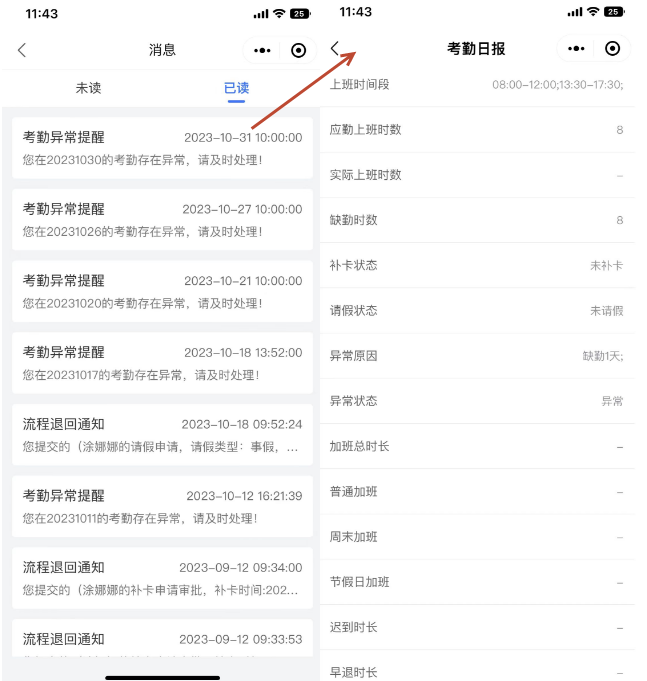 11:43
25
消息
未读
已读
考勤异常提醒
2023-10-31 10:00:00
您在20231030的考勤存在异常，请及时处理！
考勤异常提醒
2023-10-27 10:00:00
您在20231026的考勤存在异常，请及时处理！
考勤异常提醒
2023-10-21 10:00:00
您在20231020的考勤存在异常，请及时处理！
考勤异常提醒
2023-10-18 13:52:00
您在20231017的考勤存在异常，请及时处理！
流程退回通知
2023-10-18 09:52:24
您提交的（涂娜娜的请假申请，请假类型：事假，...
考勤异常提醒
2023-10-12 16:21:39
您在20231011的考勤存在异常，请及时处理！
流程退回通知
2023-09-12 09:34:00
您提交的（涂娜娜的补卡申请审批，补卡时间:202...
流程退回通知
2023-09-12 09:33:53
11:43
25
考勤日报
上班时间段
08:00-12:00;13:30-17:30;
应勤上班时数
8
实际上班时数
-
缺勤时数
8
补卡状态
未补卡
请假状态
未请假
异常原因
缺勤1天;
异常状态
异常
加班总时长
-
普通加班
-
周末加班
-
节假日加班
-
迟到时长
-
早退时长
-